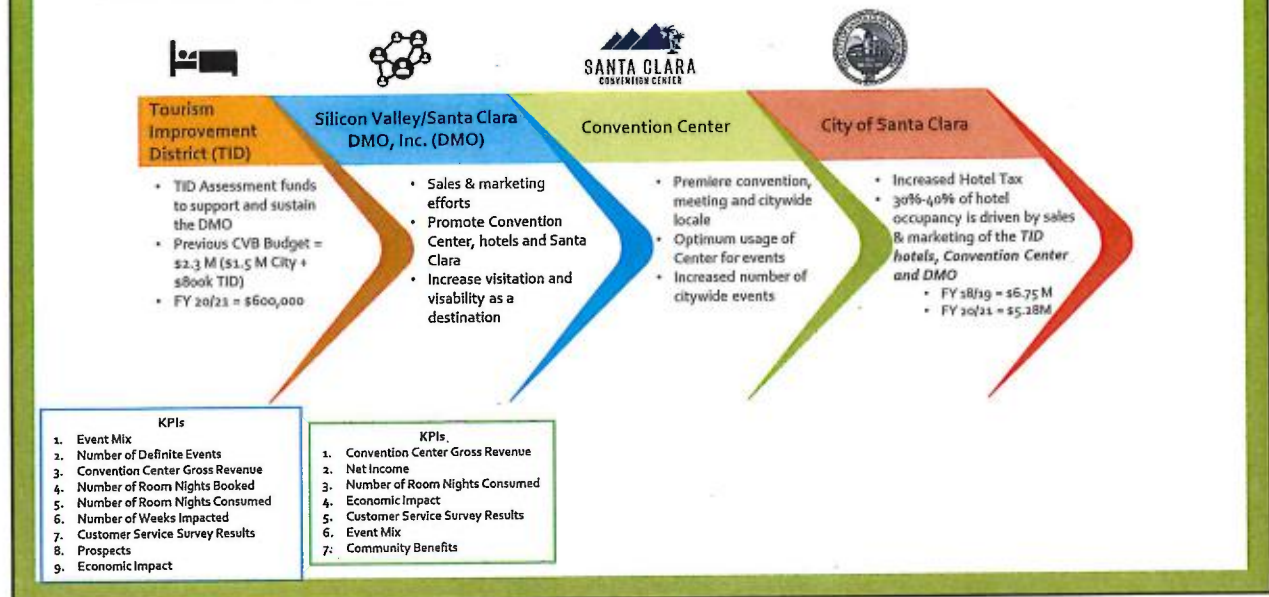 SANTA CLARA
CONVENTION CENTER
Tourism
Improvement
District (TID)
Silicon Valley/Santa Clara
DMO, Inc. (DMO)
Convention Center
City of Santa Clara
• TID Assessment funds
to support and sustain
the DMO
• Previous CVB Budget =
$2.3 M ($1.5 M City +
$800k TID)
• FY 20/21 = $600,000
• Sales & marketing
efforts
• Promote Convention
Center, hotels and Santa
Clara
• Increase visitation and
visability as a
destination
• Premiere convention,
meeting and citywide
locale
• Optimum usage of
Center for events
• Increased number of
citywide events
• Increased Hotel Tax
• 30%-40% of hotel
occupancy is driven by sales
& marketing of the TID
hotels, Convention Center
and DMO
• FY 18/19 = $6.75 M
• FY 20/21 = $5.28M
KPIs
1. Event Mix
2. Number of Definite Events
3. Convention Center Gross Revenue
4. Number of Room Nights Booked
5. Number of Room Nights Consumed
6. Number of Weeks Impacted
7. Customer Service Survey Results
8. Prospects
9. Economic Impact
KPIs
1. Convention Center Gross Revenue
2. Net Income
3. Number of Room Nights Consumed
4. Economic Impact
5. Customer Service Survey Results
6. Event Mix
7. Community Benefits